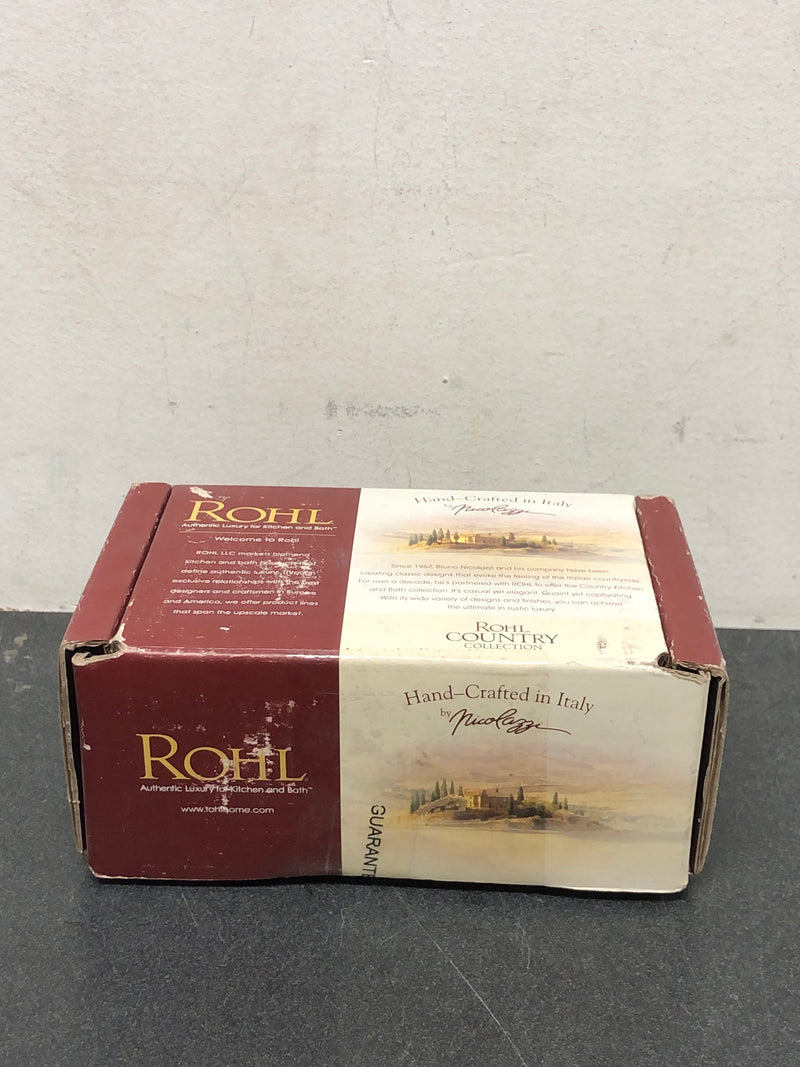 ROHL
Authentic Luxury for Kitchen and Bath™
Welcome to Rohl
ROHL LLC markets high end
kitchen and bath products that
define authentic luxury. Through
exclusive relationships with the best
designers and craftsmen in Europe
and America, we offer product lines
that span the upscale market.
Hand-Crafted in Italy
by Nicolazzi
Since 1962, Bruno Nicolazzi and his company have been
creating classic designs that evoke the feeling of the Italian countryside.
For over a decade, he's partnered with ROHL to offer the Country Kitchen
and Bath collection. It's casual yet elegant. Quaint yet captivating.
With its wide variety of designs and finishes, you can achieve
the ultimate in rustic luxury.
ROHL
COUNTRY
COLLECTION
ROHL
Authentic Luxury for Kitchen and Bath™
www.rohlhome.com
Hand-Crafted in Italy
by Nicolazzi
GUARANTE